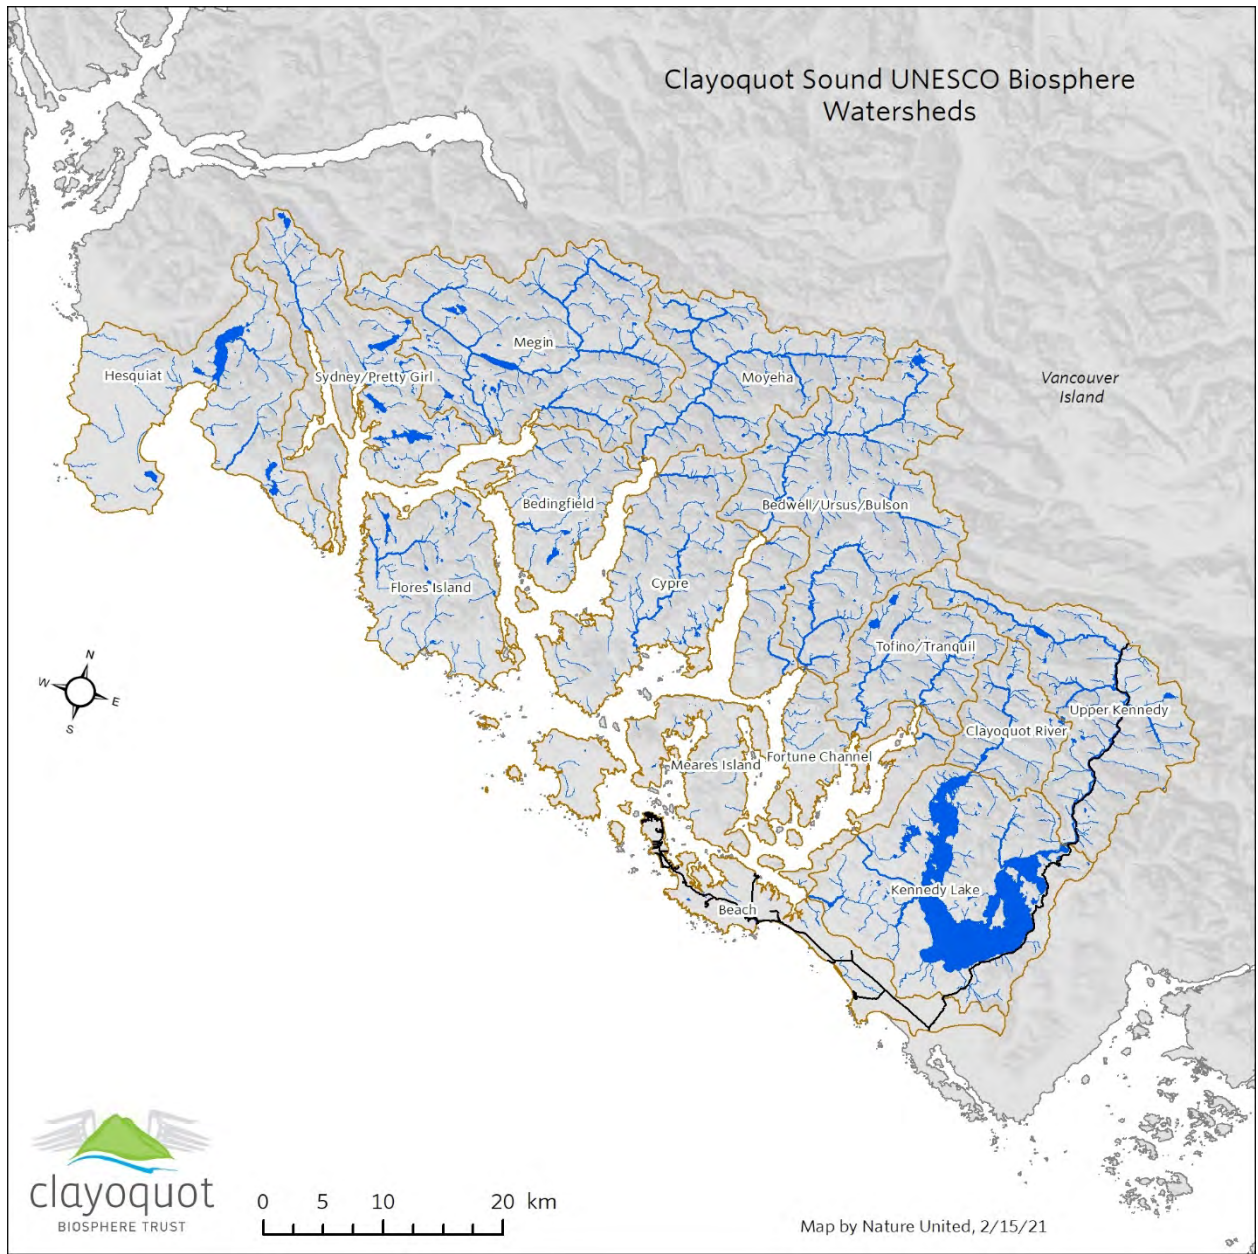 Clayoquot Sound UNESCO Biosphere
Watersheds
Megin
Hesquiat
Sydney/Pretty Girl
Moyeha
Vancouver
Island
Bedingfield
Bedwell/Ursus/Bulson
Flores Island
Cypre
Tofino/Tranquil
N
W
E
S
Upper Kennedy
Clayoquot River
Meares Island
Fortune Channel
Kennedy Lake
Beach
clayoquot
BIOSPHERE TRUST
0 5 10 20 km
Map by Nature United, 2/15/21